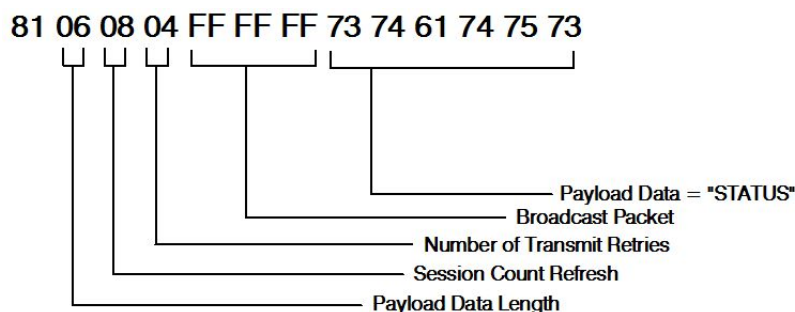 81 06 08 04 FF FF FF 73 74 61 74 75 73
Payload Data = "STATUS"
Broadcast Packet
Number of Transmit Retries
Session Count Refresh
Payload Data Length